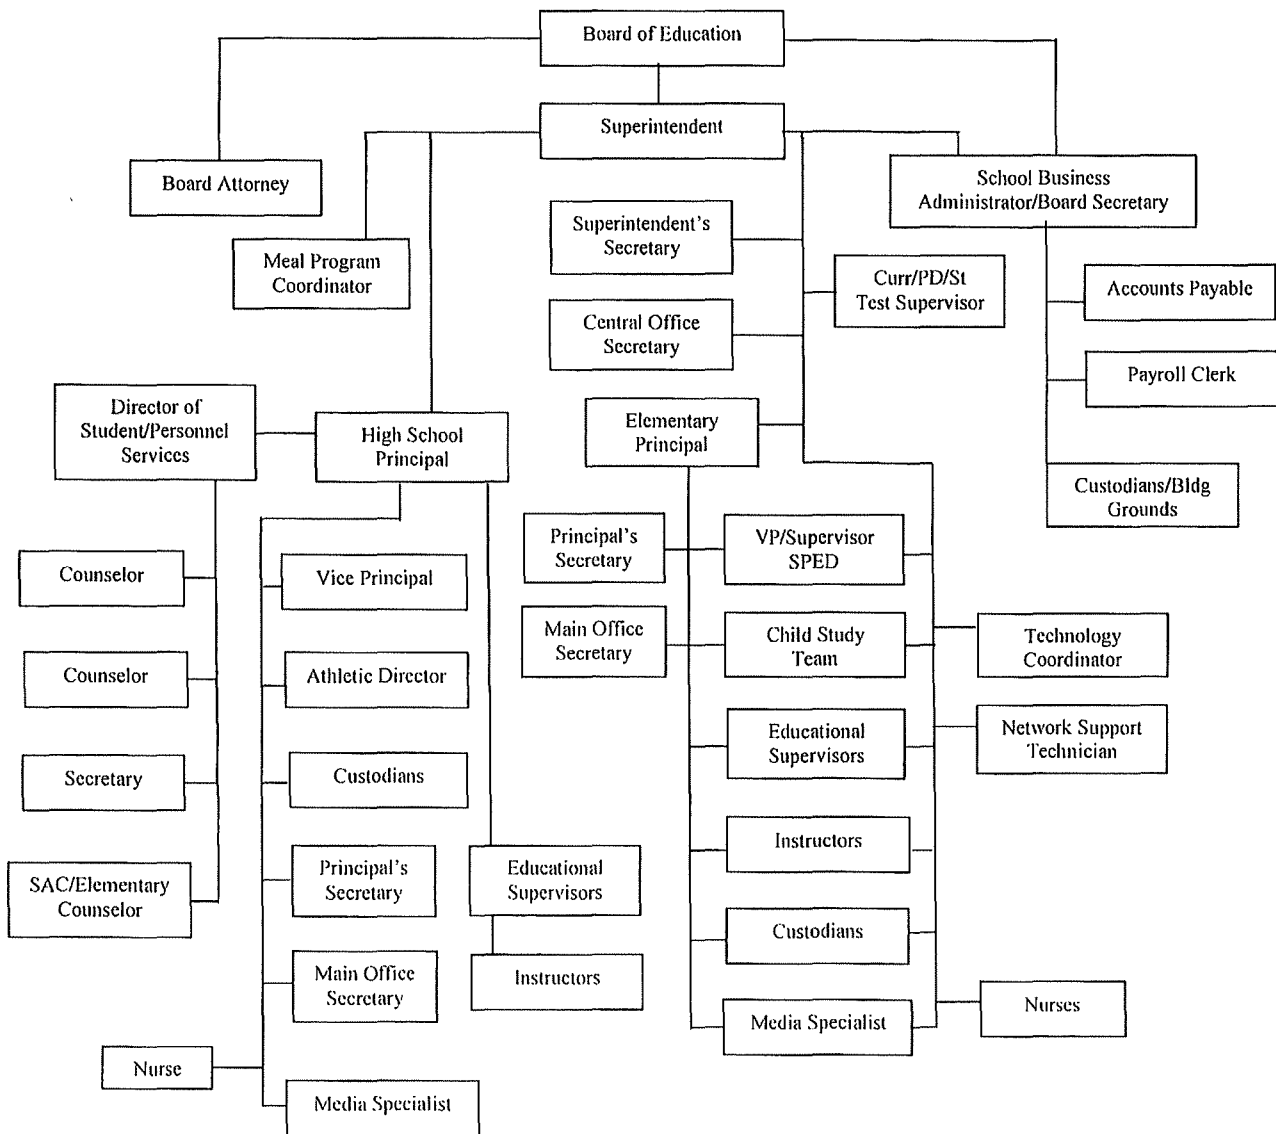 Board of Education
Superintendent
Board Attorney
School Business
Administrator/Board Secretary
Meal Program
Coordinator
Superintendent's
Secretary
Curr/PD/St
Test Supervisor
Accounts Payable
Central Office
Secretary
Payroll Clerk
Director of
Student/Personnel
Services
High School
Principal
Elementary
Principal
Custodians/Bldg
Grounds
Counselor
Vice Principal
Principal's
Secretary
VP/Supervisor
SPED
Counselor
Athletic Director
Main Office
Secretary
Child Study
Team
Technology
Coordinator
Secretary
Custodians
Educational
Supervisors
Network Support
Technician
SAC/Elementary
Counselor
Principal's
Secretary
Educational
Supervisors
Instructors
Main Office
Secretary
Instructors
Custodians
Nurse
Media Specialist
Media Specialist
Nurses